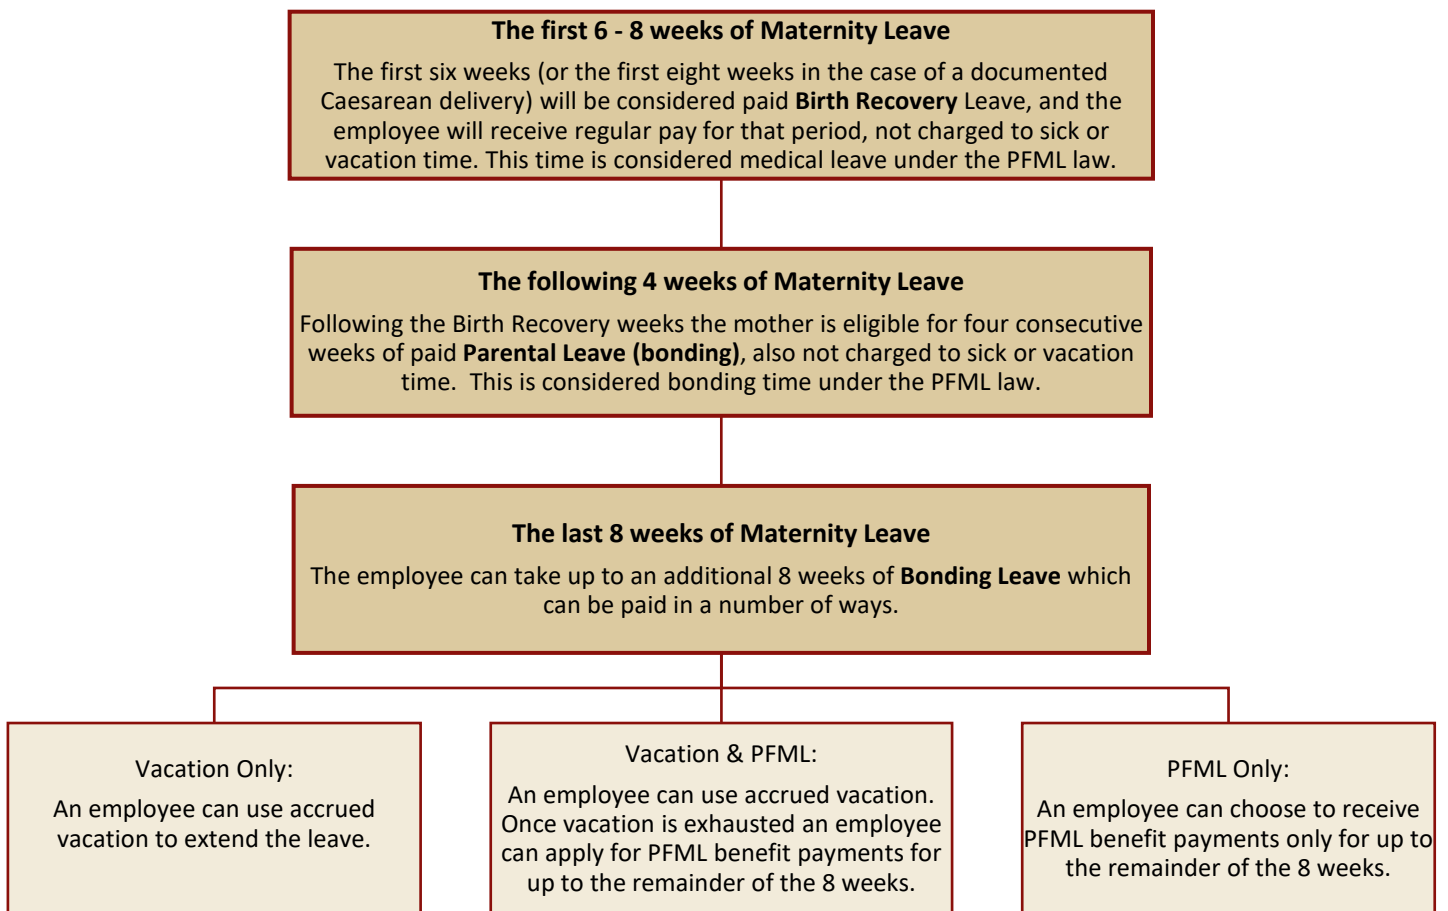 The first 6 - 8 weeks of Maternity Leave
The first six weeks (or the first eight weeks in the case of a documented
Caesarean delivery) will be considered paid Birth Recovery Leave, and the
employee will receive regular pay for that period, not charged to sick or
vacation time. This time is considered medical leave under the PFML law.
The following 4 weeks of Maternity Leave
Following the Birth Recovery weeks the mother is eligible for four consecutive
weeks of paid Parental Leave (bonding), also not charged to sick or vacation
time.  This is considered bonding time under the PFML law.
The last 8 weeks of Maternity Leave
The employee can take up to an additional 8 weeks of Bonding Leave which
can be paid in a number of ways.
Vacation Only:
An employee can use accrued
vacation to extend the leave.
Vacation & PFML:
An employee can use accrued vacation.
Once vacation is exhausted an employee
can apply for PFML benefit payments for
up to the remainder of the 8 weeks.
PFML Only:
An employee can choose to receive
PFML benefit payments only for up to
the remainder of the 8 weeks.